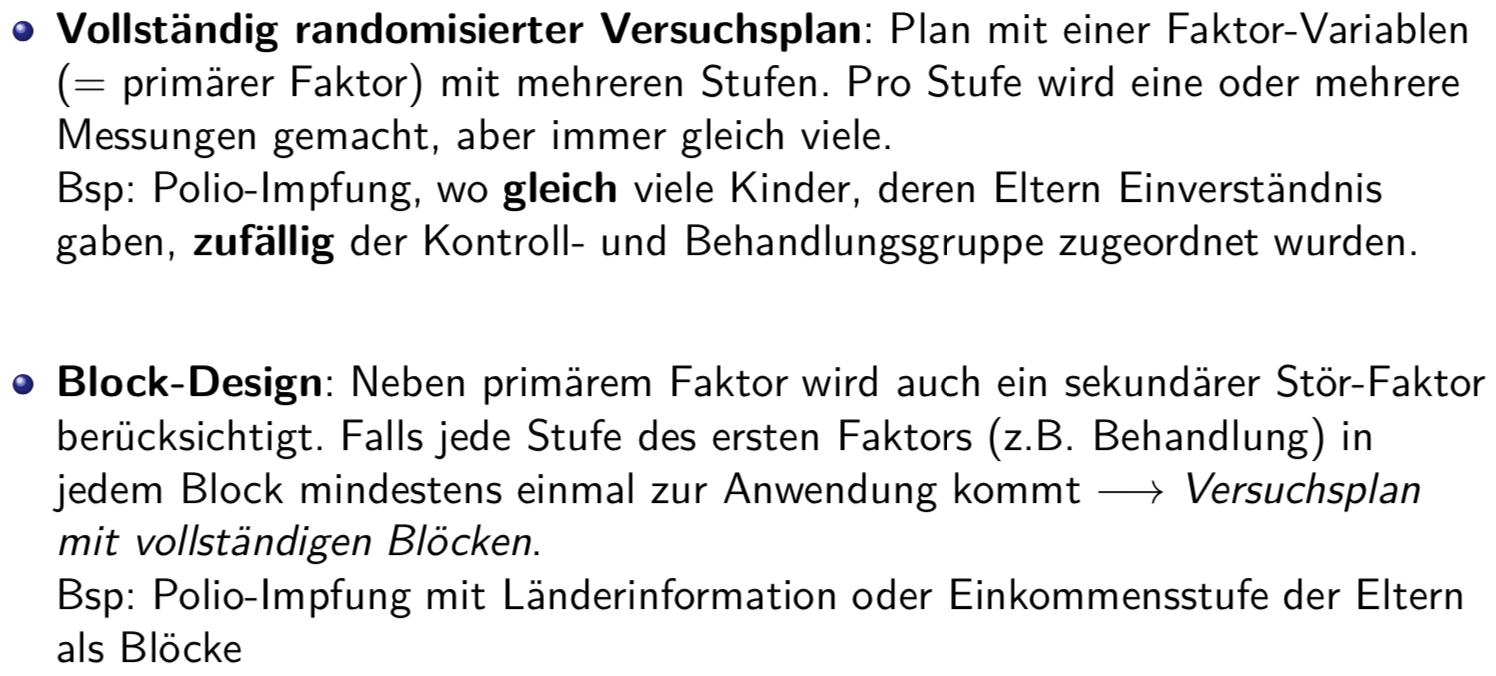 • Vollständig randomisierter Versuchsplan: Plan mit einer Faktor-Variablen
(= primärer Faktor) mit mehreren Stufen. Pro Stufe wird eine oder mehrere
Messungen gemacht, aber immer gleich viele.
Bsp: Polio-Impfung, wo gleich viele Kinder, deren Eltern Einverständnis
gaben, zufällig der Kontroll- und Behandlungsgruppe zugeordnet wurden.
• Block-Design: Neben primärem Faktor wird auch ein sekundärer Stör-Faktor
berücksichtigt. Falls jede Stufe des ersten Faktors (z.B. Behandlung) in
jedem Block mindestens einmal zur Anwendung kommt ⟶ Versuchsplan
mit vollständigen Blöcken.
Bsp: Polio-Impfung mit Länderinformation oder Einkommensstufe der Eltern
als Blöcke